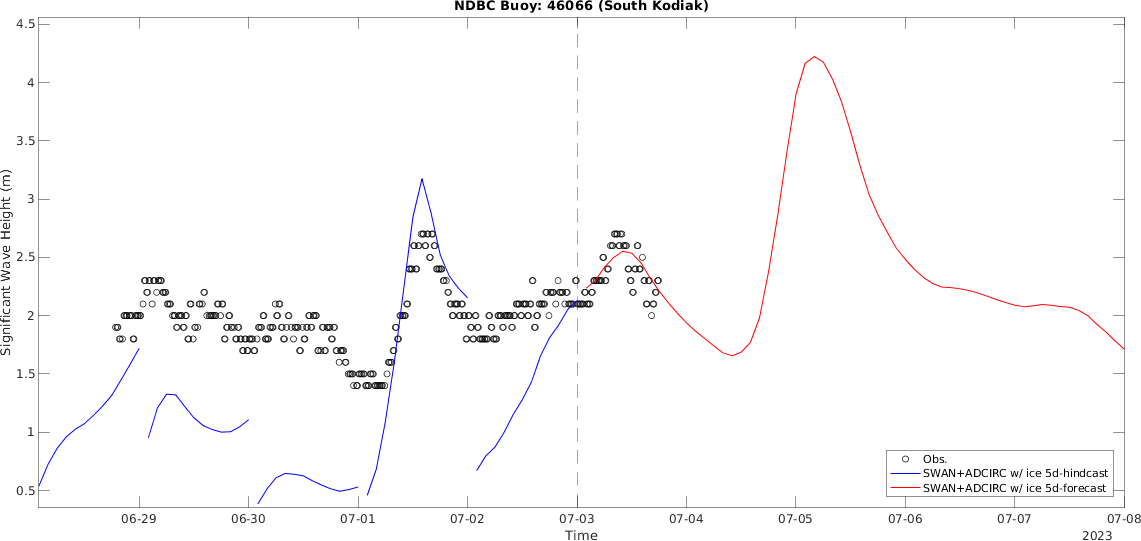 NDBC Buoy: 46066 (South Kodiak)
4.5
4
3.5
3
2.5
2
1.5
1
0.5
Significant Wave Height (m)
06-29 06-30 07-01 07-02 07-03 07-04 07-05 07-06 07-07 07-08
Time
2023
Obs.
SWAN+ADCIRC w/ ice 5d-hindcast
SWAN+ADCIRC w/ ice 5d-forecast